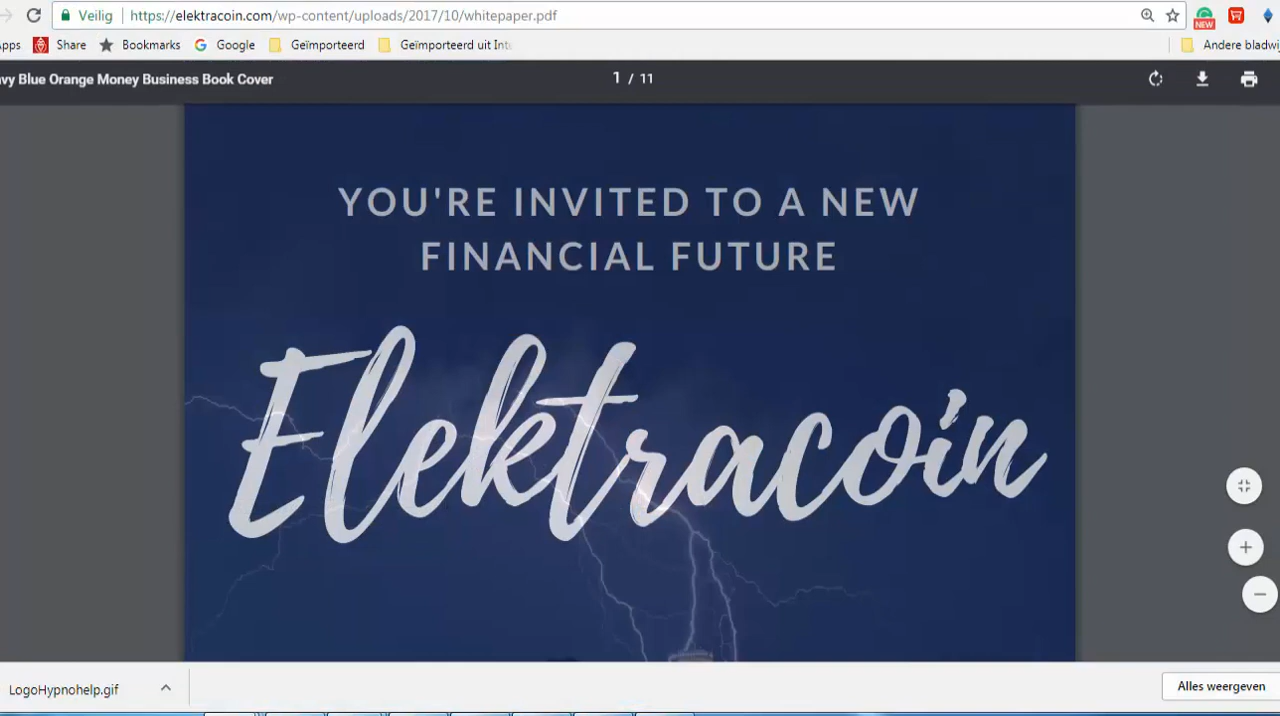 Veilig https://elektracoin.com/wp-content/uploads/2017/10/whitepaper.pdf
NEW
Share Bookmarks Google Geïmporteerd Geïmporteerd uit Andere
Blue Orange Money Business Book Cover 1 / 11
YOU'RE INVITED TO A NEW
FINANCIAL FUTURE
Elektracoin
LogoHypnohelp.gif Alles weergeven